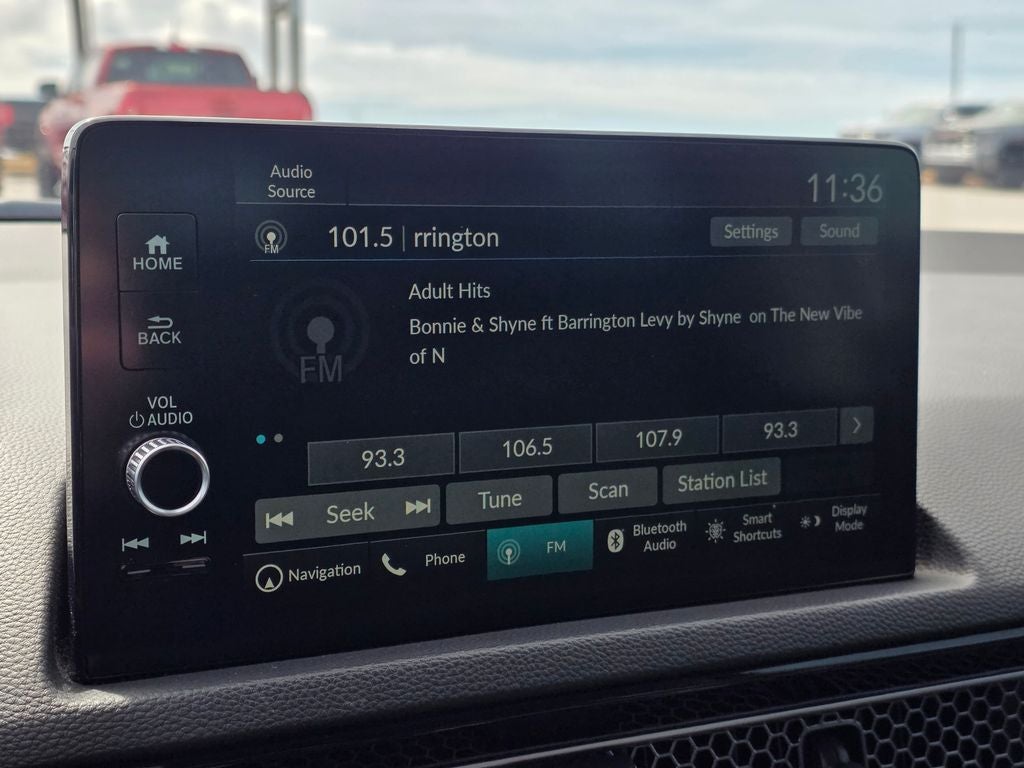 Audio
Source
11:36
HOME
FM
101.5 | rrington
Settings
Sound
BACK
FM
Adult Hits
Bonnie & Shyne ft Barrington Levy by Shyne on The New Vibe
of N
VOL
AUDIO
93.3
106.5
107.9
93.3
Seek
Tune
Scan
Station List
Navigation
Phone
FM
Bluetooth
Audio
Smart
Shortcuts
Display
Mode